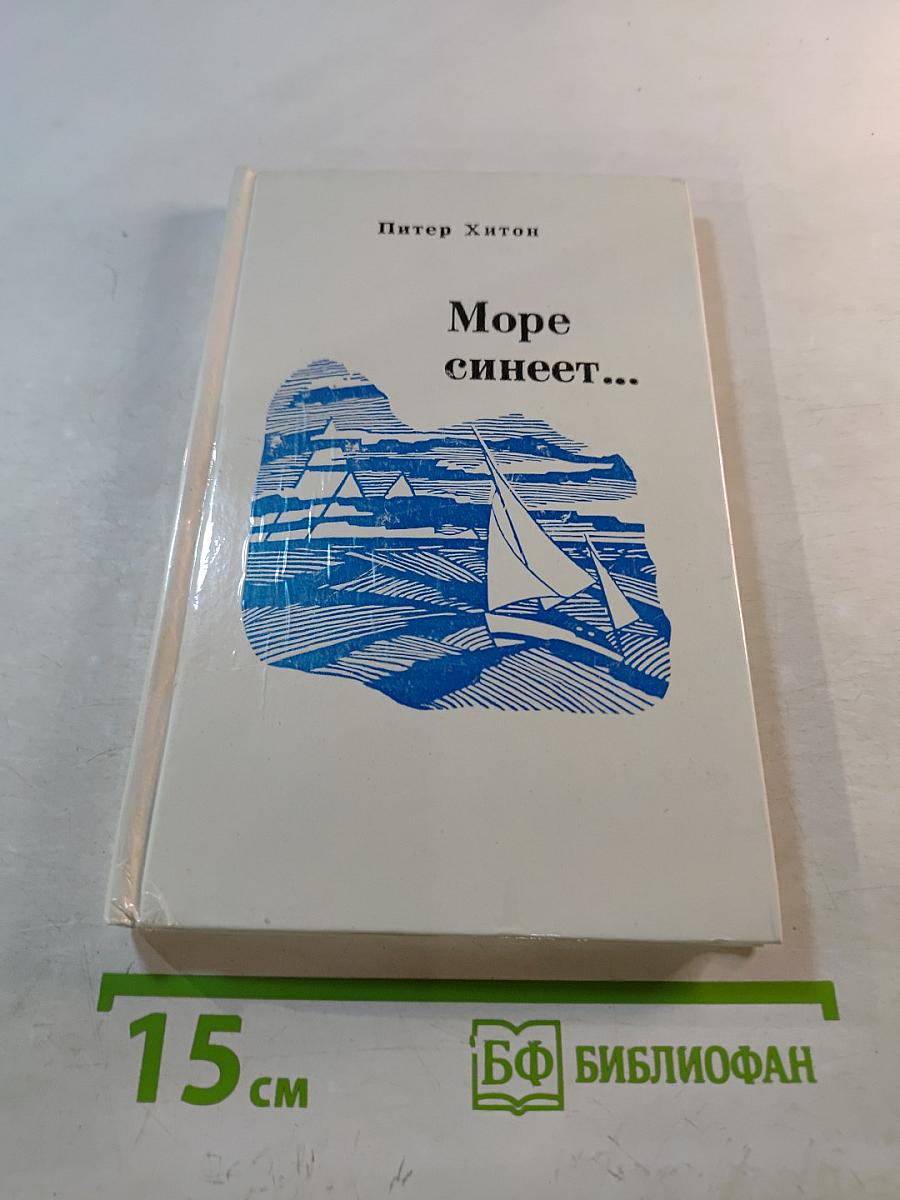 Питер Хитон
Море
синеет...
15 см
БФ БИБЛИОФАН